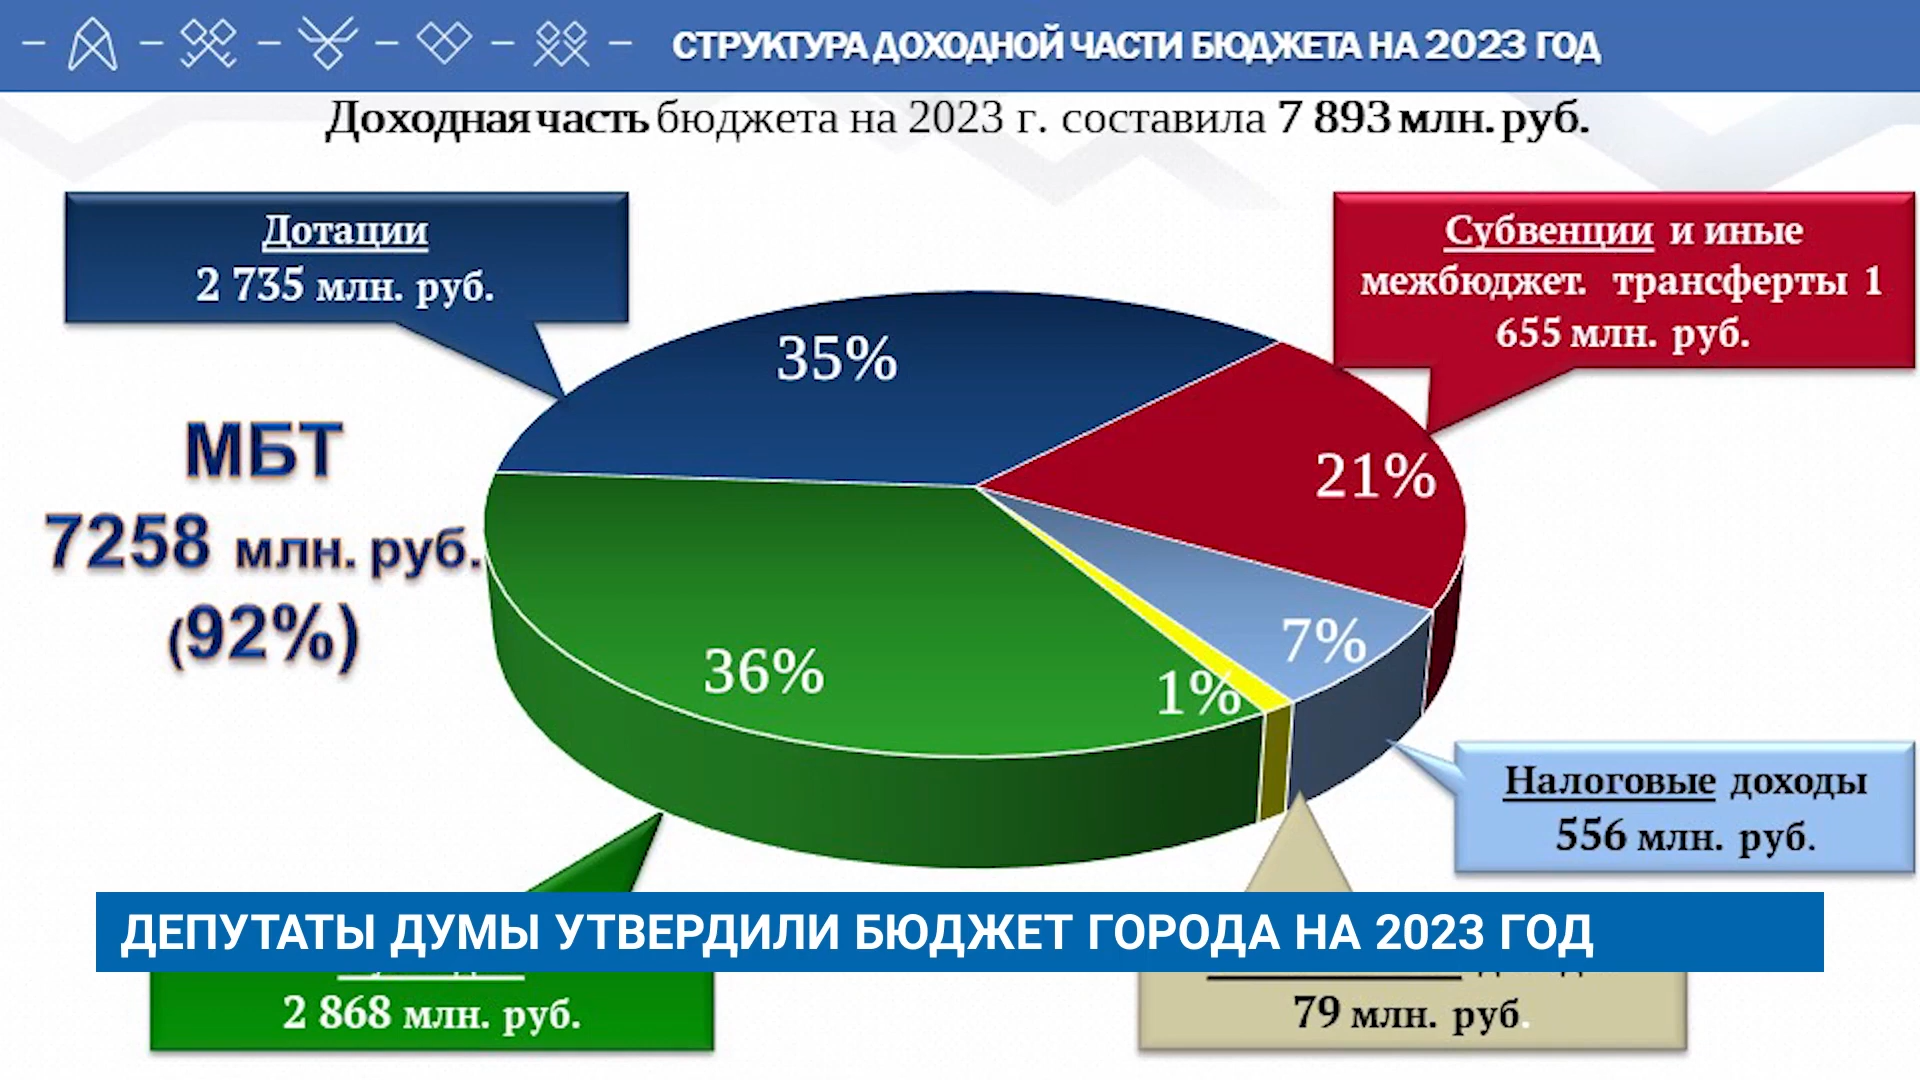 СТРУКТУРА ДОХОДНОЙ ЧАСТИ БЮДЖЕТА НА 2023 ГОД
Доходная часть бюджета на 2023 г. составила 7 893 млн. руб.
Дотации
2 735 млн. руб.
Субвенции и иные
межбюджет. трансферты 1
655 млн. руб.
35%
21%
МБТ
7258 млн. руб.
(92%)
7%
36%
1%
Налоговые доходы
556 млн. руб.
ДЕПУТАТЫ ДУМЫ УТВЕРДИЛИ БЮДЖЕТ ГОРОДА НА 2023 ГОД
2 868 млн. руб.
79 млн. руб.